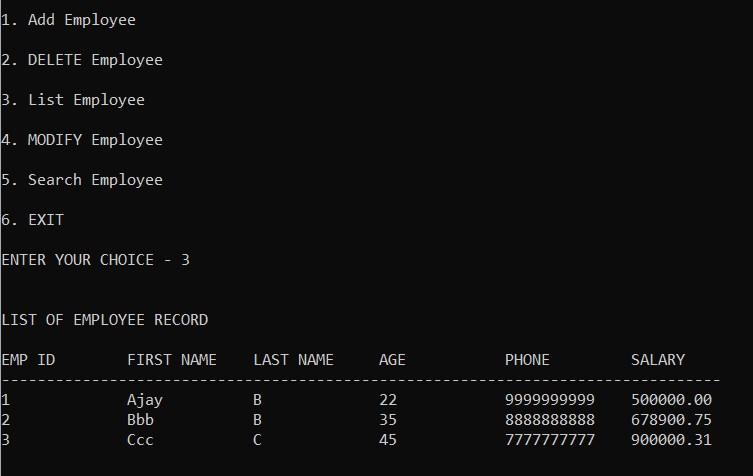 1. Add Employee
2. DELETE Employee
3. List Employee
4. MODIFY Employee
5. Search Employee
6. EXIT
ENTER YOUR CHOICE - 3
LIST OF EMPLOYEE RECORD
EMP ID FIRST NAME LAST NAME AGE PHONE SALARY
--------------------------------------------------------------------------------
1 Ajay B 22 9999999999 500000.00
2 Bbb B 35 8888888888 678900.75
3 Ccc C 45 7777777777 900000.31